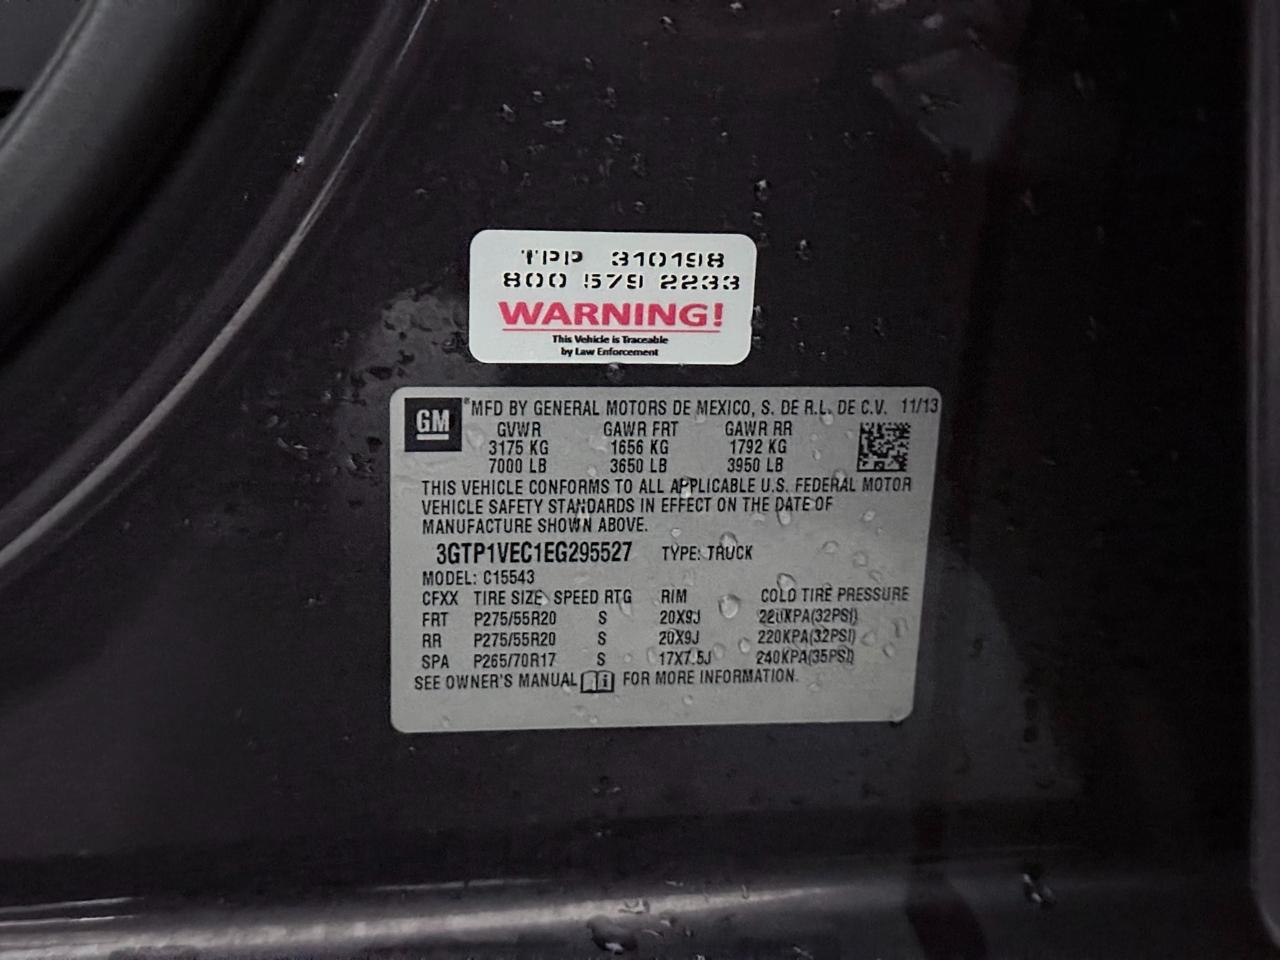 TPP 310198
800 579 2233
WARNING!
This Vehicle is Traceable
by Law Enforcement
GM ® MFD BY GENERAL MOTORS DE MEXICO, S. DE R.L. DE C.V. 11/13
GVWR GAWR FRT GAWR RR
3175 KG 1656 KG 1792 KG
7000 LB 3650 LB 3950 LB
THIS VEHICLE CONFORMS TO ALL APPLICABLE U.S. FEDERAL MOTOR
VEHICLE SAFETY STANDARDS IN EFFECT ON THE DATE OF
MANUFACTURE SHOWN ABOVE.
3GTP1VEC1EG295527 TYPE: TRUCK
MODEL: C15543
CFXX TIRE SIZE SPEED RTG RIM COLD TIRE PRESSURE
FRT P275/55R20 S 20X9J 220KPA(32PSI)
RR P275/55R20 S 20X9J 220KPA(32PSI)
SPA P265/70R17 S 17X7.5J 240KPA(35PSI)
SEE OWNER'S MANUAL FOR MORE INFORMATION.